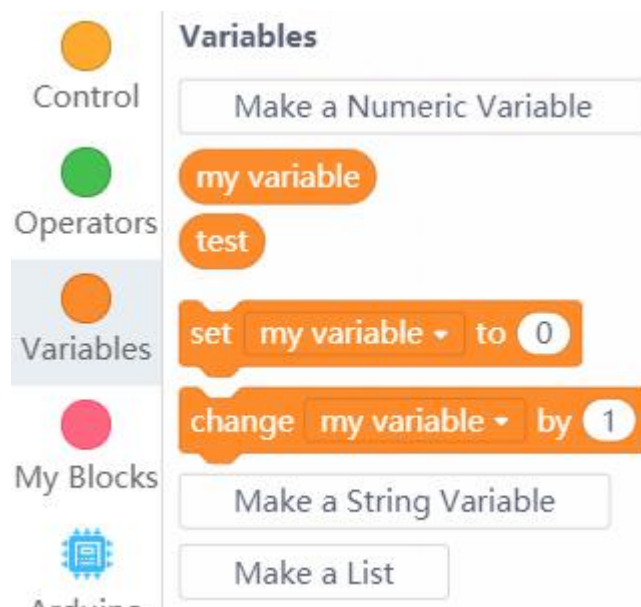 Control
Operators
Variables
My Blocks
Variables
Make a Numeric Variable
my variable
test
set my variable to 0
change my variable by 1
Make a String Variable
Make a List